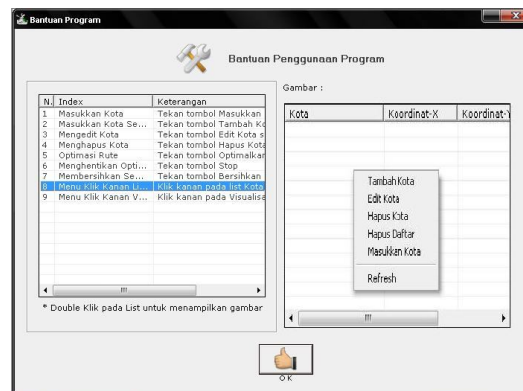 Bantuan Program
Bantuan Penggunaan Program
Gambar :
N. Index Keterangan
1 Masukkan Kota Tekan tombol Masukkan
2 Masukkan Kota Se... Tekan tombol Tambah Ko
3 Mengedit Kota Tekan tombol Edit Kota s
4 Menghapus Kota Tekan tombol Hapus Kota
5 Optimasi Rute Tekan tombol Optimalkan
6 Menghentikan Opti... Tekan tombol Stop
7 Membersihkan Se... Tekan tombol Bersihkan
8 Menu Klik Kanan Li... Klik kanan pada list Kota
9 Menu Klik Kanan V... Klik kanan pada Visualisa
* Double Klik pada List untuk menampilkan gambar
Kota Koordinat-X Koordinat-Y
Tambah Kota
Edit Kota
Hapus Kota
Hapus Daftar
Masukkan Kota
Refresh
OK